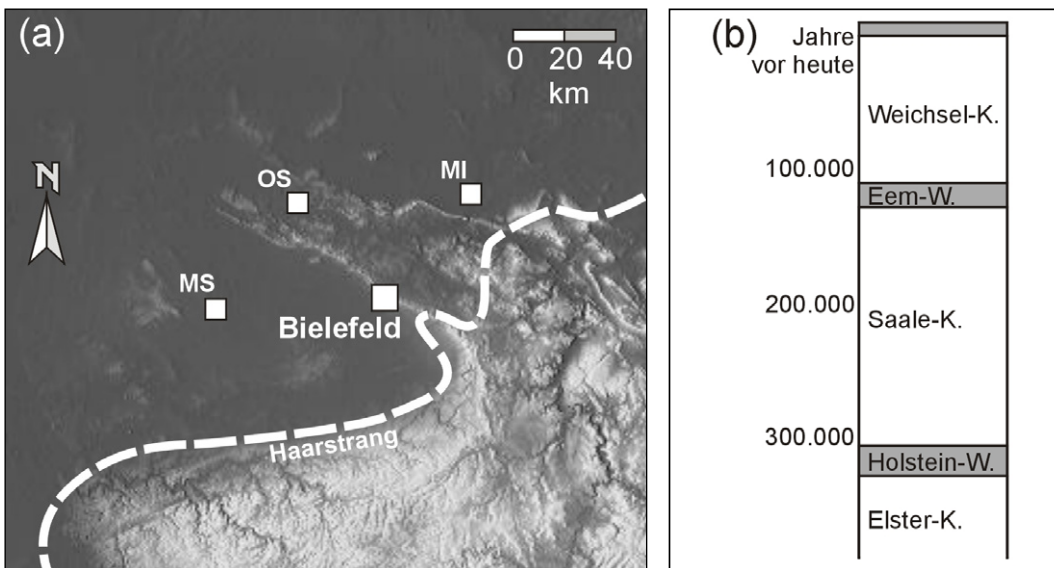 (a)
0 20 40
km
N
OS
MI
MS
Bielefeld
Haarstrang
(b)
Jahre
vor heute
Weichsel-K.
100.000
Eem-W.
200.000
Saale-K.
300.000
Holstein-W.
Elster-K.